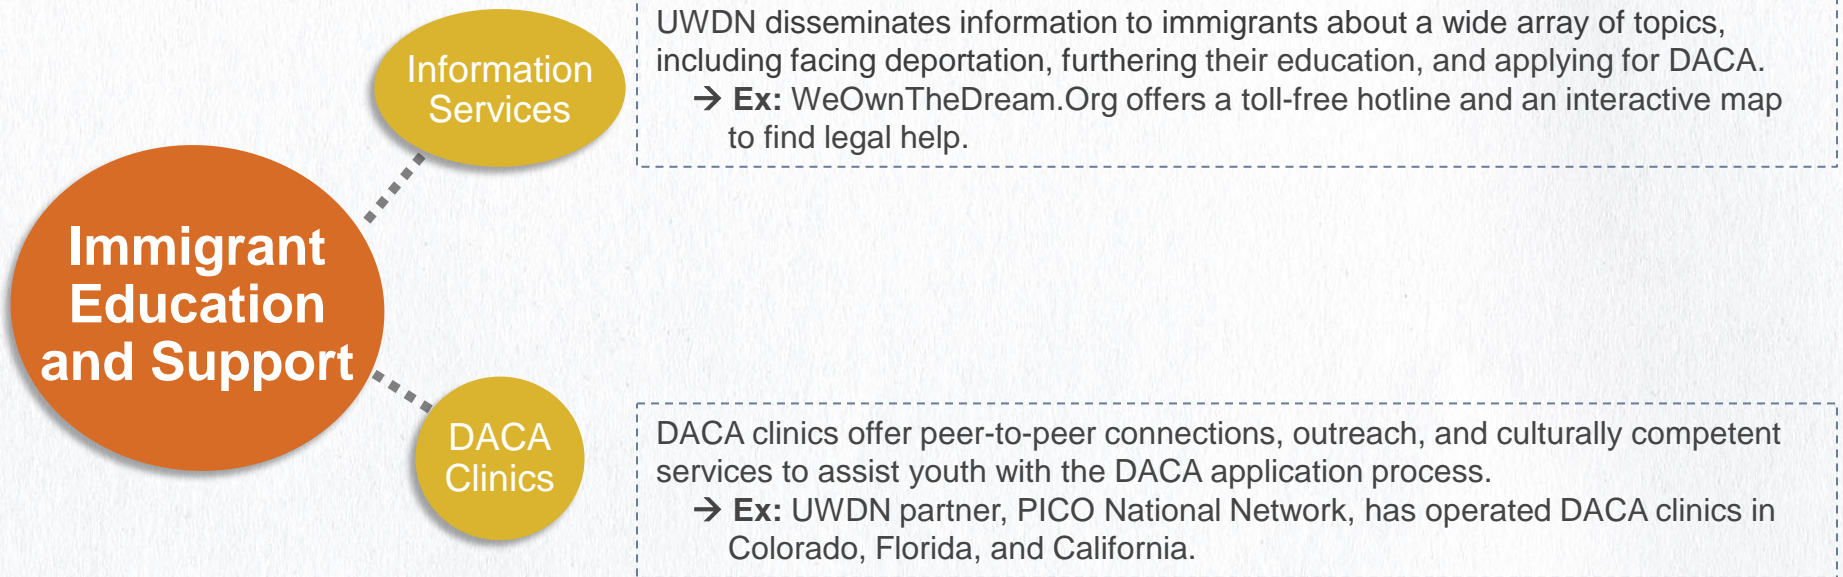 Immigrant
Education
and Support
Information
Services
UWDN disseminates information to immigrants about a wide array of topics,
including facing deportation, furthering their education, and applying for DACA.
→ Ex: WeOwnTheDream.Org offers a toll-free hotline and an interactive map
to find legal help.
DACA
Clinics
DACA clinics offer peer-to-peer connections, outreach, and culturally competent
services to assist youth with the DACA application process.
→ Ex: UWDN partner, PICO National Network, has operated DACA clinics in
Colorado, Florida, and California.